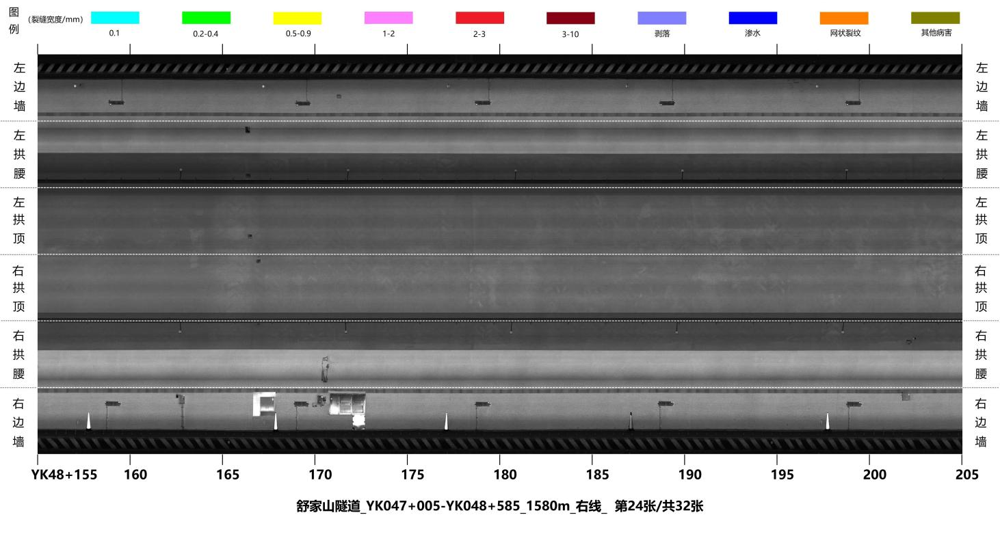 图例
(裂缝宽度/mm)
0.1
0.2-0.4
0.5-0.9
1-2
2-3
3-10
剥落
渗水
网状裂纹
其他病害
左边墙
左边墙
左拱腰
左拱腰
左拱顶
左拱顶
右拱顶
右拱顶
右拱腰
右拱腰
右边墙
右边墙
YK48+155 160 165 170 175 180 185 190 195 200 205
舒家山隧道_YK047+005-YK048+585_1580m_右线_ 第24张/共32张